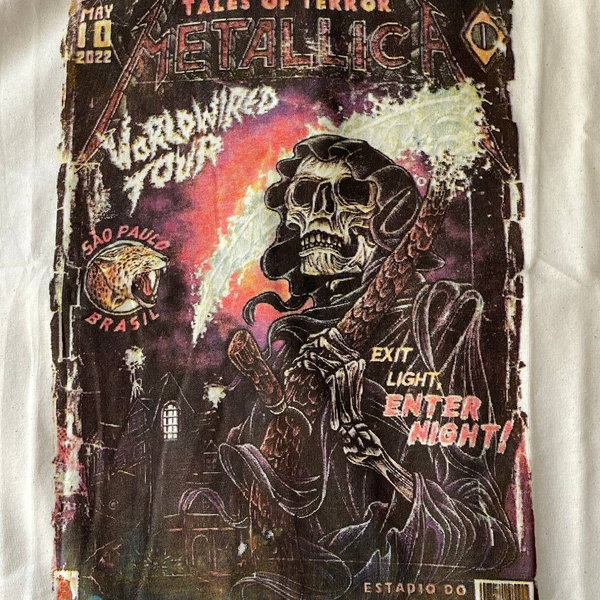 TALES OF TERROR
MAY
10
2022
METALLICA
WORLDWIRED
TOUR
SÃO PAULO
BRASIL
EXIT
LIGHT,
ENTER
NIGHT!
ESTADIO DO